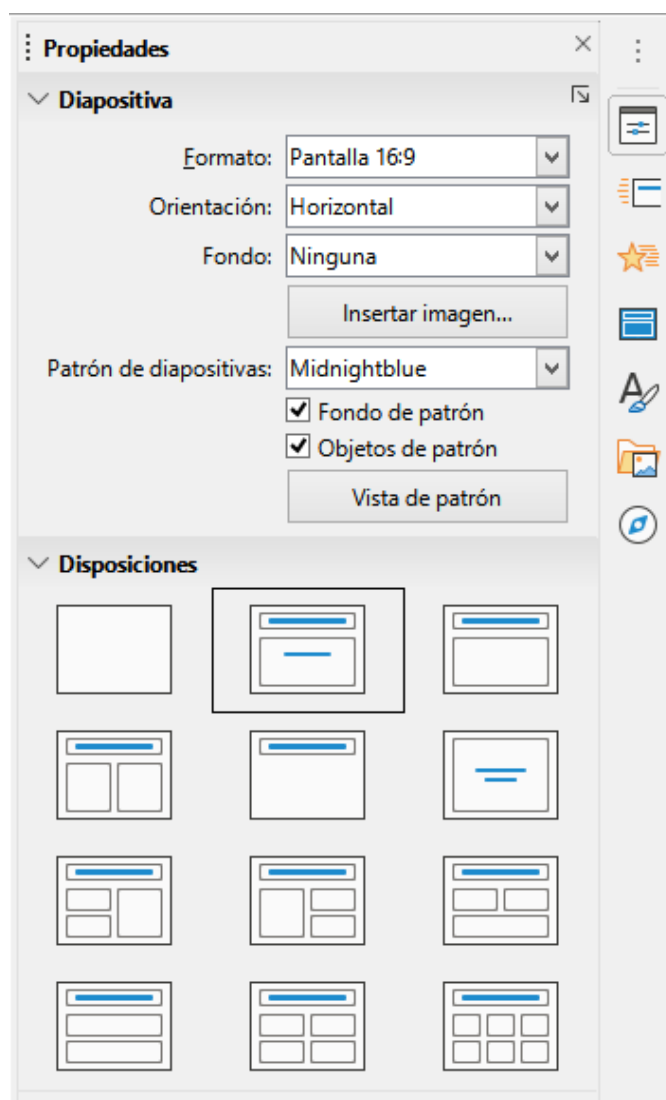 Propiedades
Diapositiva
Formato: Pantalla 16:9
Orientación: Horizontal
Fondo: Ninguna
Insertar imagen...
Patrón de diapositivas: Midnightblue
Fondo de patrón
Objetos de patrón
Vista de patrón
Disposiciones